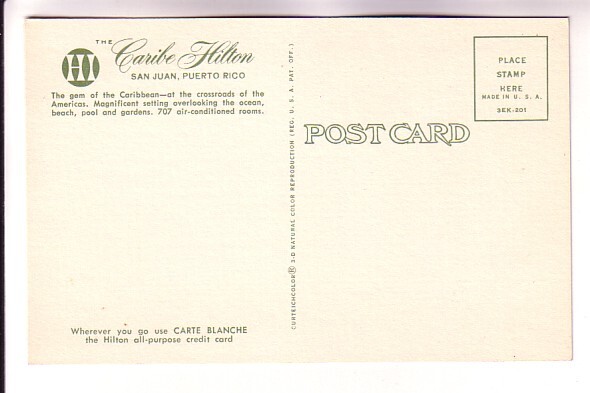 THE
Caribe Hilton
SAN JUAN, PUERTO RICO
The gem of the Caribbean—at the crossroads of the
Americas. Magnificent setting overlooking the ocean,
beach, pool and gardens. 707 air-conditioned rooms.
Wherever you go use CARTE BLANCHE
the Hilton all-purpose credit card
CURTEICHCOLOR® 3-D NATURAL COLOR REPRODUCTION (REG. U. S. A. PAT. OFF.)
POST CARD
PLACE
STAMP
HERE
MADE IN U. S. A.
3EK-201